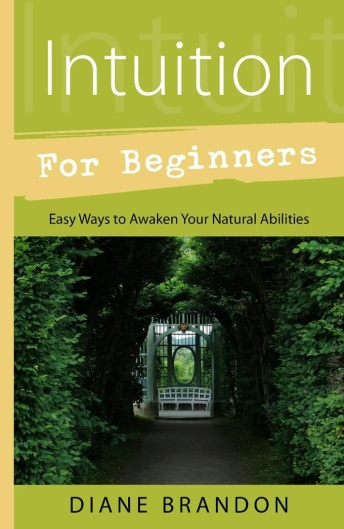 Intuition
For Beginners
Easy Ways to Awaken Your Natural Abilities
DIANE BRANDON